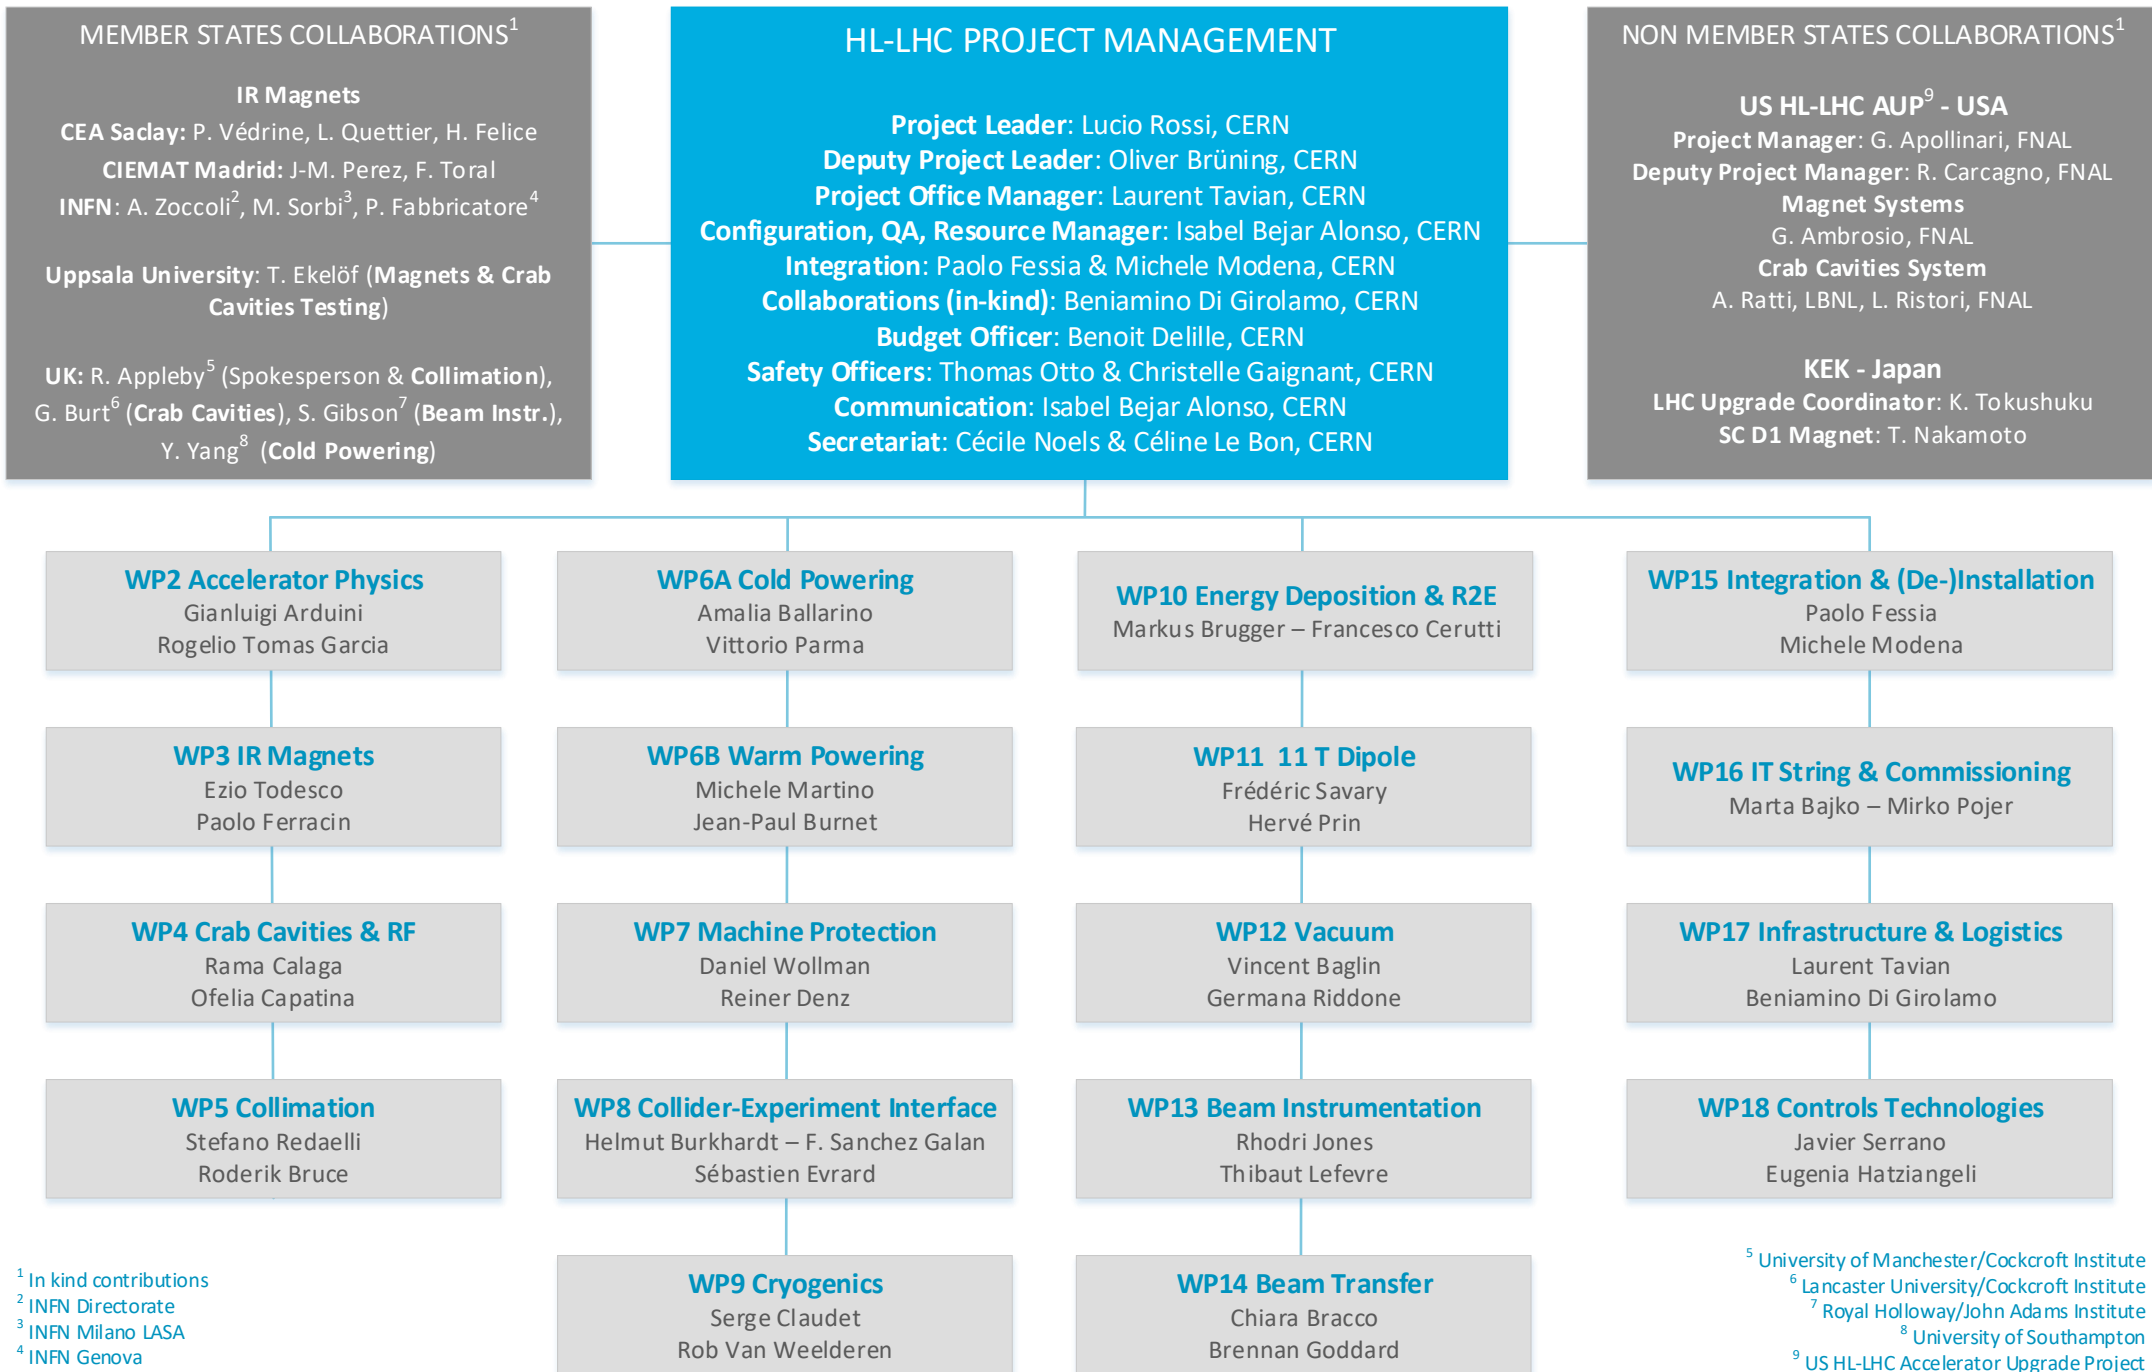 MEMBER STATES COLLABORATIONS¹
IR Magnets
CEA Saclay: P. Védrine, L. Quettier, H. Felice
CIEMAT Madrid: J-M. Perez, F. Toral
INFN: A. Zoccoli², M. Sorbi³, P. Fabbricatore⁴
Uppsala University: T. Ekelöf (Magnets & Crab
Cavities Testing)
UK: R. Appleby⁵ (Spokesperson & Collimation),
G. Burt⁶ (Crab Cavities), S. Gibson⁷ (Beam Instr.),
Y. Yang⁸ (Cold Powering)
HL-LHC PROJECT MANAGEMENT
Project Leader: Lucio Rossi, CERN
Deputy Project Leader: Oliver Brüning, CERN
Project Office Manager: Laurent Tavian, CERN
Configuration, QA, Resource Manager: Isabel Bejar Alonso, CERN
Integration: Paolo Fessia & Michele Modena, CERN
Collaborations (in-kind): Beniamino Di Girolamo, CERN
Budget Officer: Benoit Delille, CERN
Safety Officers: Thomas Otto & Christelle Gaignant, CERN
Communication: Isabel Bejar Alonso, CERN
Secretariat: Cécile Noels & Céline Le Bon, CERN
NON MEMBER STATES COLLABORATIONS¹
US HL-LHC AUP⁹ - USA
Project Manager: G. Apollinari, FNAL
Deputy Project Manager: R. Carcagno, FNAL
Magnet Systems
G. Ambrosio, FNAL
Crab Cavities System
A. Ratti, LBNL, L. Ristori, FNAL
KEK - Japan
LHC Upgrade Coordinator: K. Tokushuku
SC D1 Magnet: T. Nakamoto
WP2 Accelerator Physics
Gianluigi Arduini
Rogelio Tomas Garcia
WP3 IR Magnets
Ezio Todesco
Paolo Ferracin
WP4 Crab Cavities & RF
Rama Calaga
Ofelia Capatina
WP5 Collimation
Stefano Redaelli
Roderik Bruce
WP6A Cold Powering
Amalia Ballarino
Vittorio Parma
WP6B Warm Powering
Michele Martino
Jean-Paul Burnet
WP7 Machine Protection
Daniel Wollman
Reiner Denz
WP8 Collider-Experiment Interface
Helmut Burkhardt – F. Sanchez Galan
Sébastien Evrard
WP9 Cryogenics
Serge Claudet
Rob Van Weelderen
WP10 Energy Deposition & R2E
Markus Brugger – Francesco Cerutti
WP11 11 T Dipole
Frédéric Savary
Hervé Prin
WP12 Vacuum
Vincent Baglin
Germana Riddone
WP13 Beam Instrumentation
Rhodri Jones
Thibaut Lefevre
WP14 Beam Transfer
Chiara Bracco
Brennan Goddard
WP15 Integration & (De-)Installation
Paolo Fessia
Michele Modena
WP16 IT String & Commissioning
Marta Bajko – Mirko Pojer
WP17 Infrastructure & Logistics
Laurent Tavian
Beniamino Di Girolamo
WP18 Controls Technologies
Javier Serrano
Eugenia Hatziangeli
¹ In kind contributions
² INFN Directorate
³ INFN Milano LASA
⁴ INFN Genova
⁵ University of Manchester/Cockcroft Institute
⁶ Lancaster University/Cockcroft Institute
⁷ Royal Holloway/John Adams Institute
⁸ University of Southampton
⁹ US HL-LHC Accelerator Upgrade Project